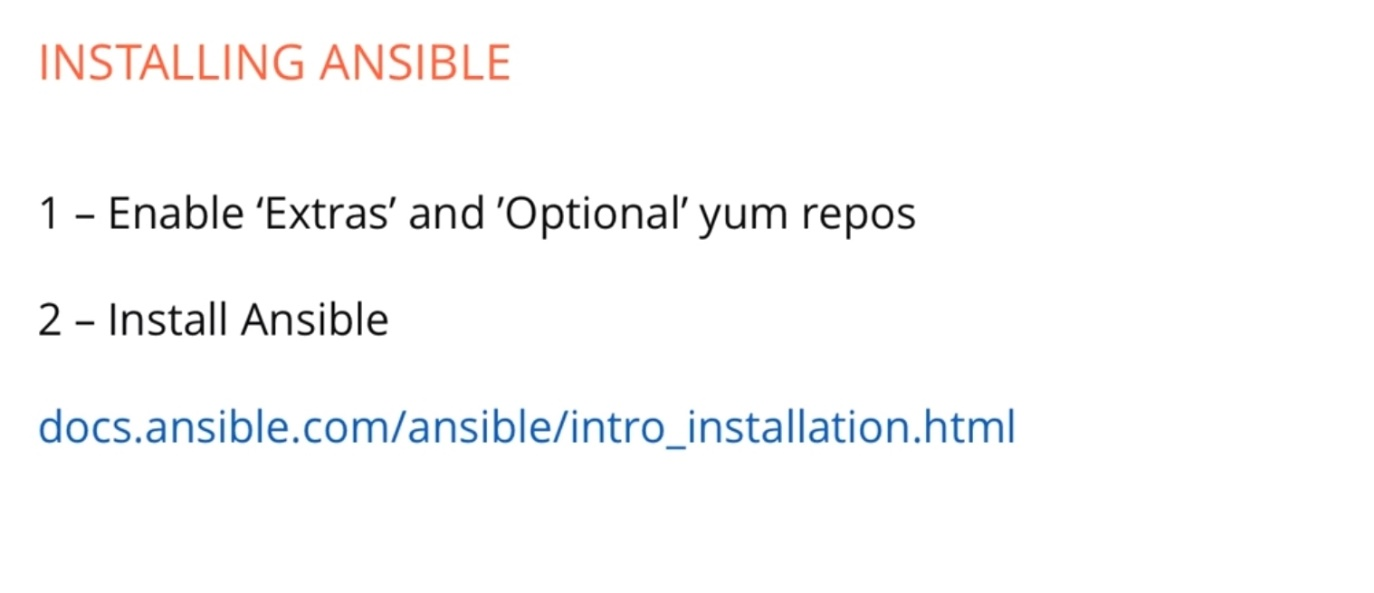 INSTALLING ANSIBLE
1 – Enable ‘Extras’ and ’Optional’ yum repos
2 – Install Ansible
docs.ansible.com/ansible/intro_installation.html